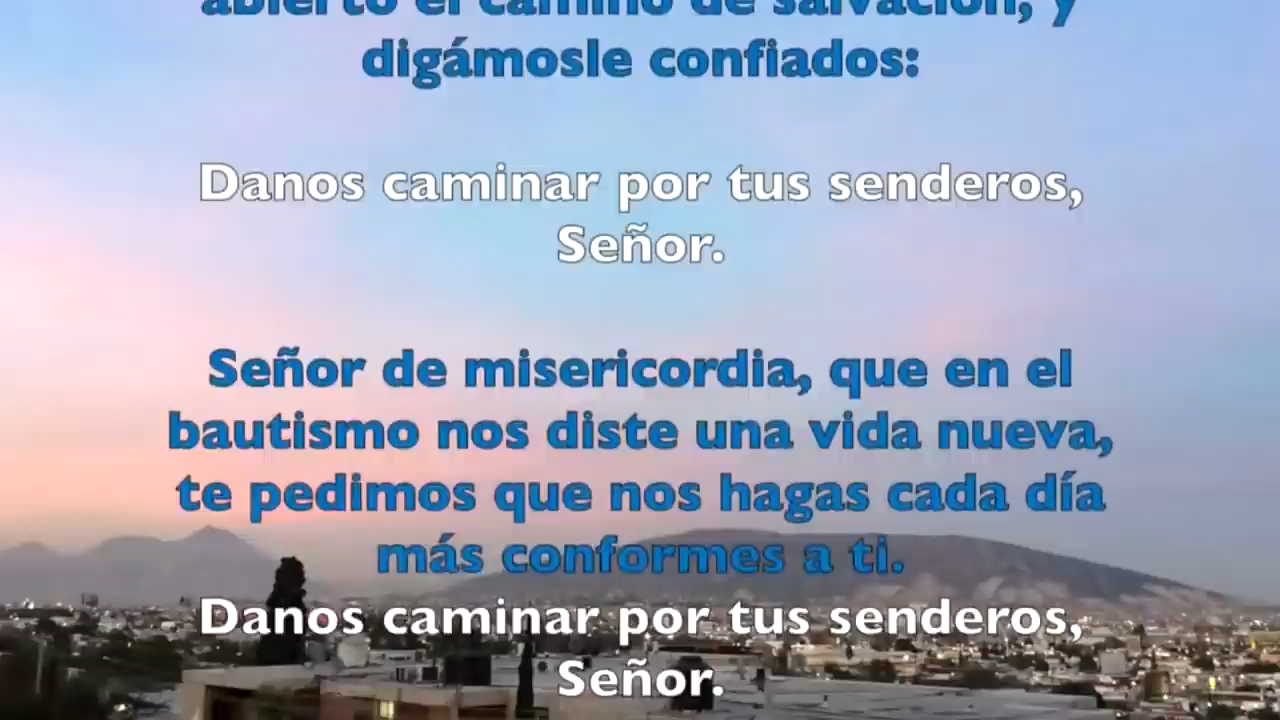 abierto el camino de salvación, y
digámosle confiados:
Danos caminar por tus senderos,
Señor.
Señor de misericordia, que en el
bautismo nos diste una vida nueva,
te pedimos que nos hagas cada día
más conformes a ti.
Danos caminar por tus senderos,
Señor.